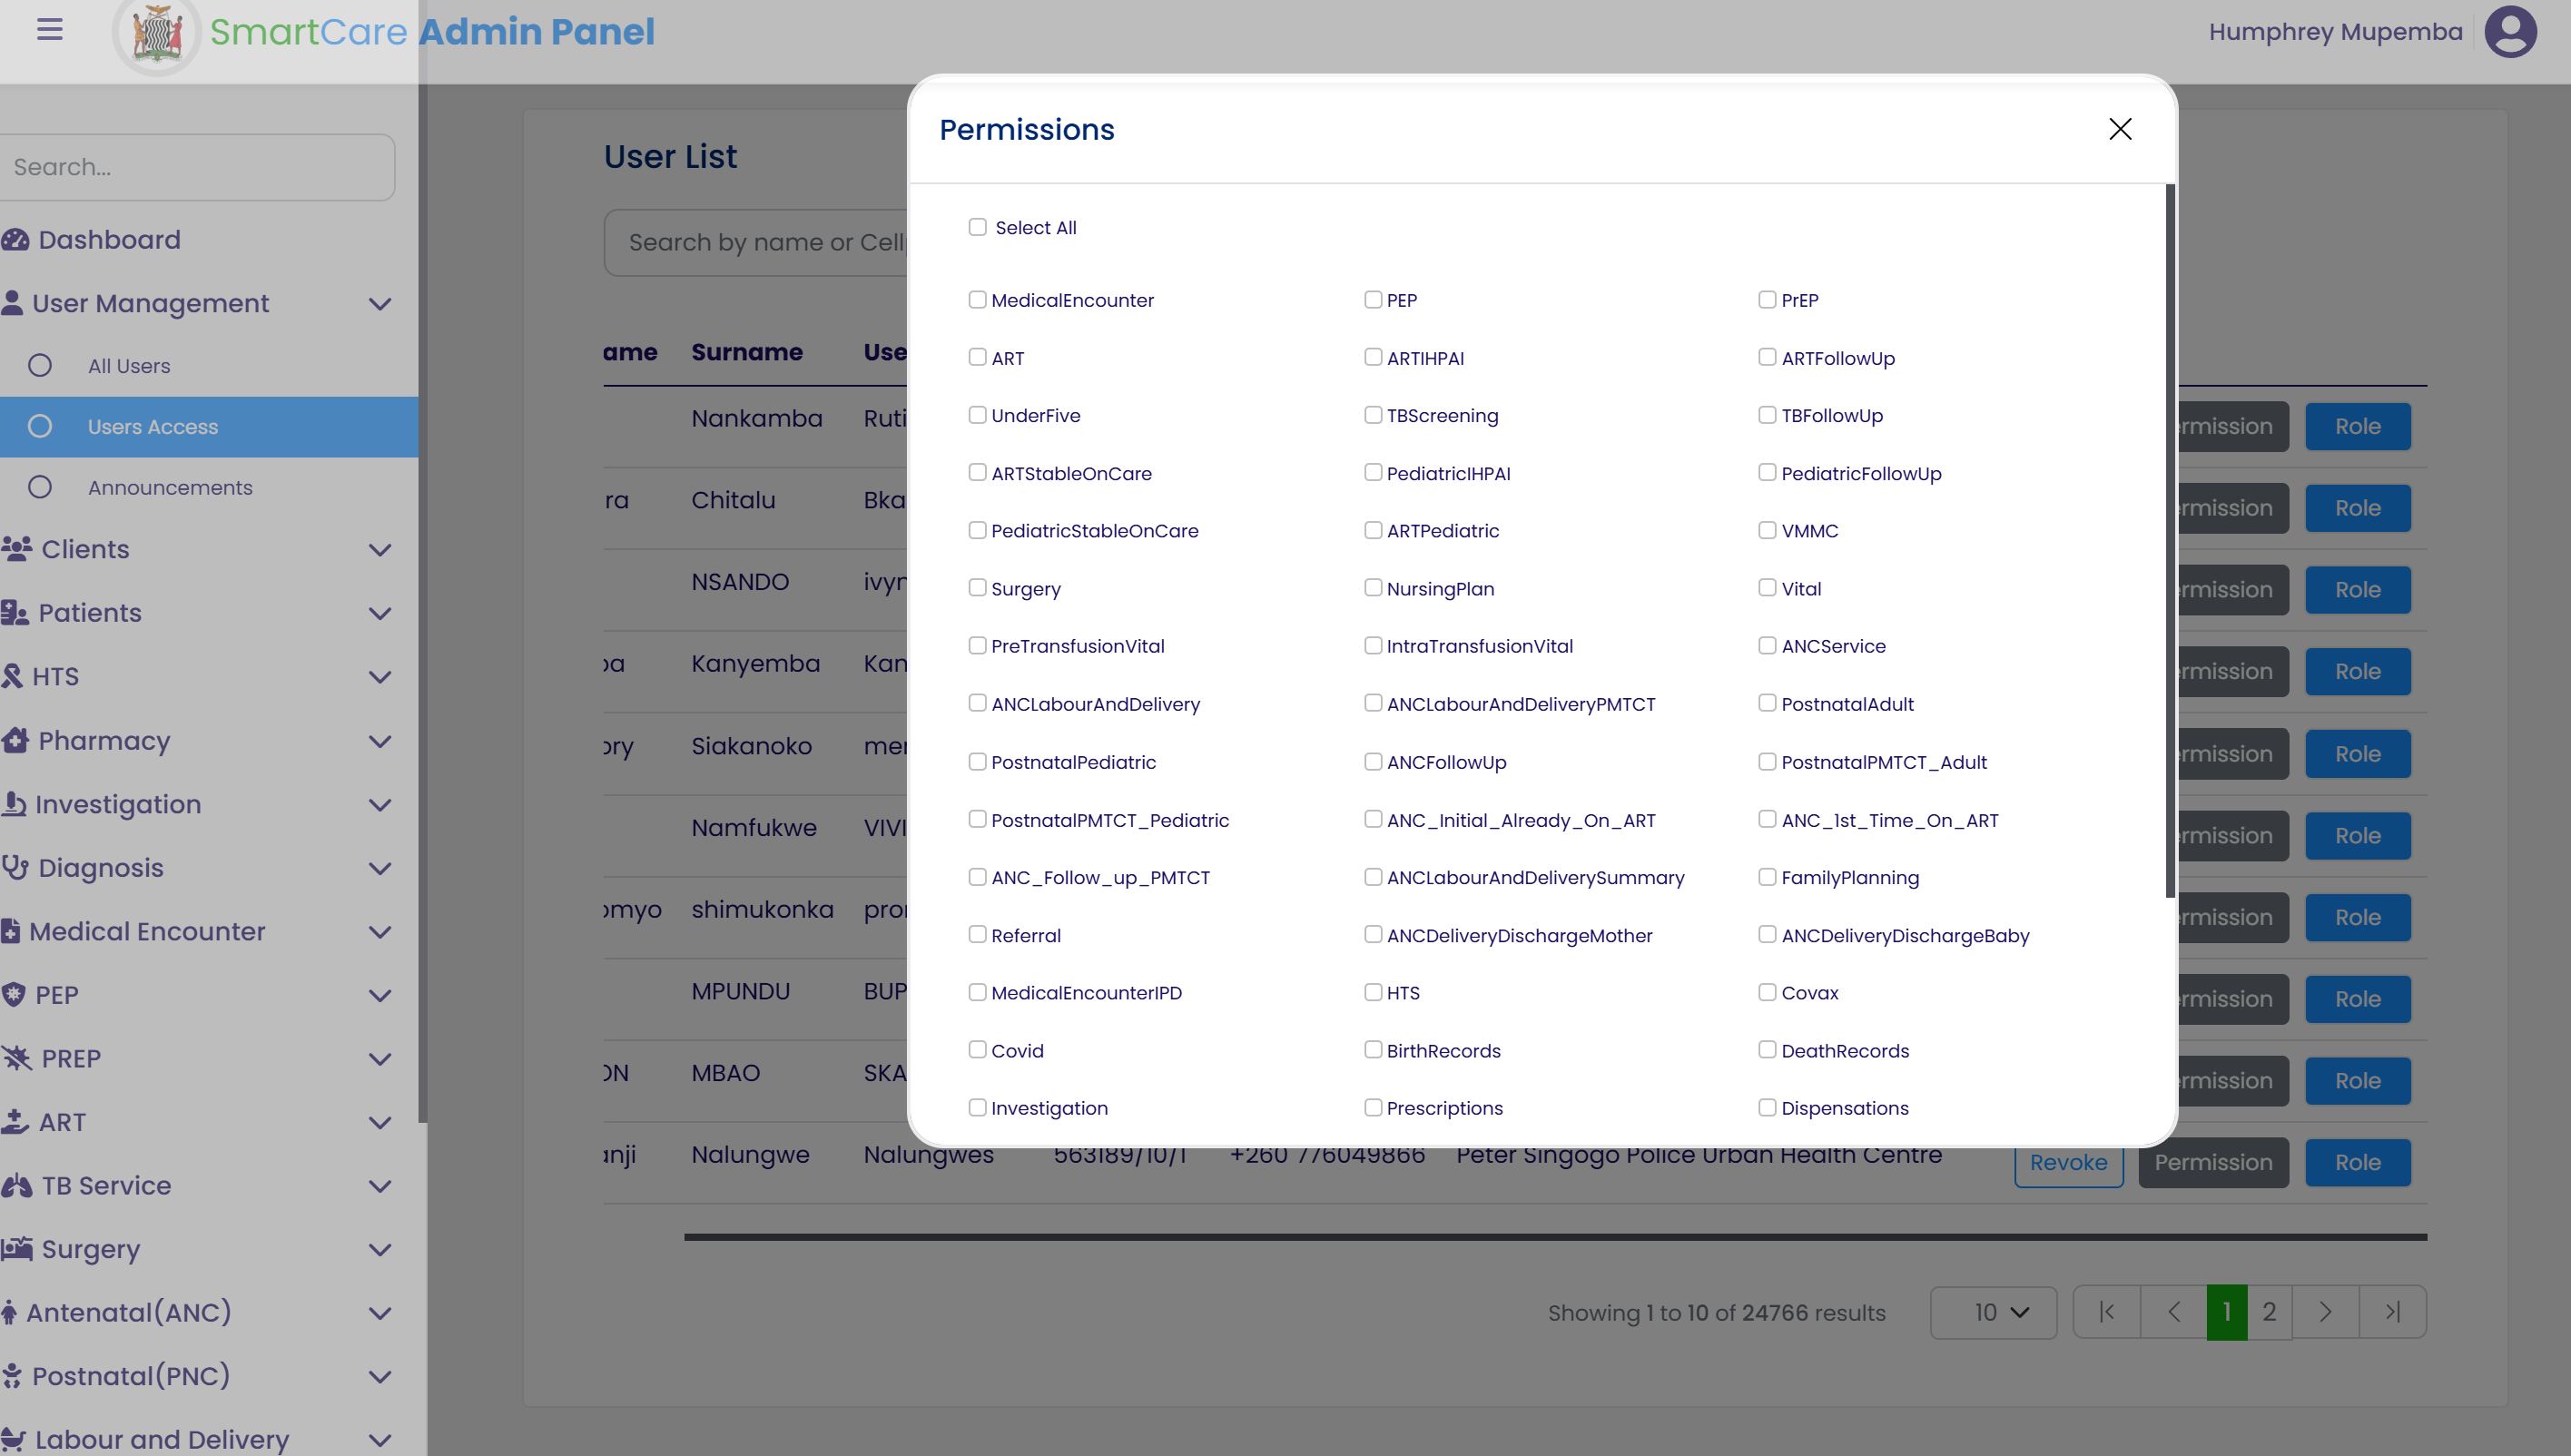 SmartCare Admin Panel
Humphrey Mupemba
Search...
Dashboard
User Management
All Users
Users Access
Announcements
Clients
Patients
HTS
Pharmacy
Investigation
Diagnosis
Medical Encounter
PEP
PREP
ART
TB Service
Surgery
Antenatal(ANC)
Postnatal(PNC)
Labour and Delivery
User List
Search by name or Cell
ame Surname Use
Nankamba Ruti rmission Role
ra Chitalu Bka rmission Role
NSANDO ivyn rmission Role
Kanyemba Kan rmission Role
ory Siakanoko mer rmission Role
Namfukwe VIVI rmission Role
omyo shimukonka pror rmission Role
MPUNDU BUP rmission Role
ON MBAO SKA rmission Role
anji Nalungwe Nalungwes 563189/10/1 +260 776049866 Peter Singogo Police Urban Health Centre Revoke Permission Role
Showing 1 to 10 of 24766 results 10 1 2
Permissions
Select All
MedicalEncounter PEP PrEP
ART ARTIHPAI ARTFollowUp
UnderFive TBScreening TBFollowUp
ARTStableOnCare PediatricIHPAI PediatricFollowUp
PediatricStableOnCare ARTPediatric VMMC
Surgery NursingPlan Vital
PreTransfusionVital IntraTransfusionVital ANCService
ANCLabourAndDelivery ANCLabourAndDeliveryPMTCT PostnatalAdult
PostnatalPediatric ANCFollowUp PostnatalPMTCT_Adult
PostnatalPMTCT_Pediatric ANC_Initial_Already_On_ART ANC_1st_Time_On_ART
ANC_Follow_up_PMTCT ANCLabourAndDeliverySummary FamilyPlanning
Referral ANCDeliveryDischargeMother ANCDeliveryDischargeBaby
MedicalEncounterIPD HTS Covax
Covid BirthRecords DeathRecords
Investigation Prescriptions Dispensations